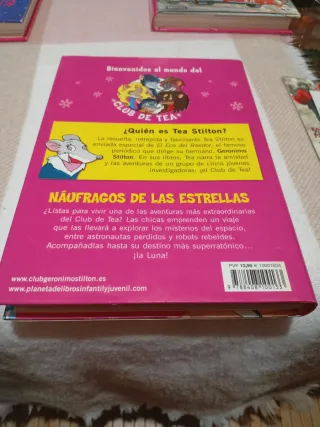 Bienvenidos al mundo del
CLUB DE TEA
¿Quién es Tea Stilton?
La resuelta, intrépida y fascinante Tea Stilton es
enviada especial de El Eco del Roedor, el famoso
periódico que dirige su hermano, Geronimo
Stilton. En sus libros, Tea narra la amistad
y las aventuras de un grupo de cinco jóvenes
investigadoras: ¡el Club de Tea!
NÁUFRAGOS DE LAS ESTRELLAS
¿Listas para vivir una de las aventuras más extraordinarias
del Club de Tea? Las chicas emprenden un viaje
que las llevará a explorar los misterios del espacio,
entre astronautas perdidos y robots rebeldes.
Acompañadlas hasta su destino más superratónico...
¡la Luna!
www.clubgeronimostilton.es
www.planetadelibrosinfantilyjuvenil.com
PVP
9 788408 100133